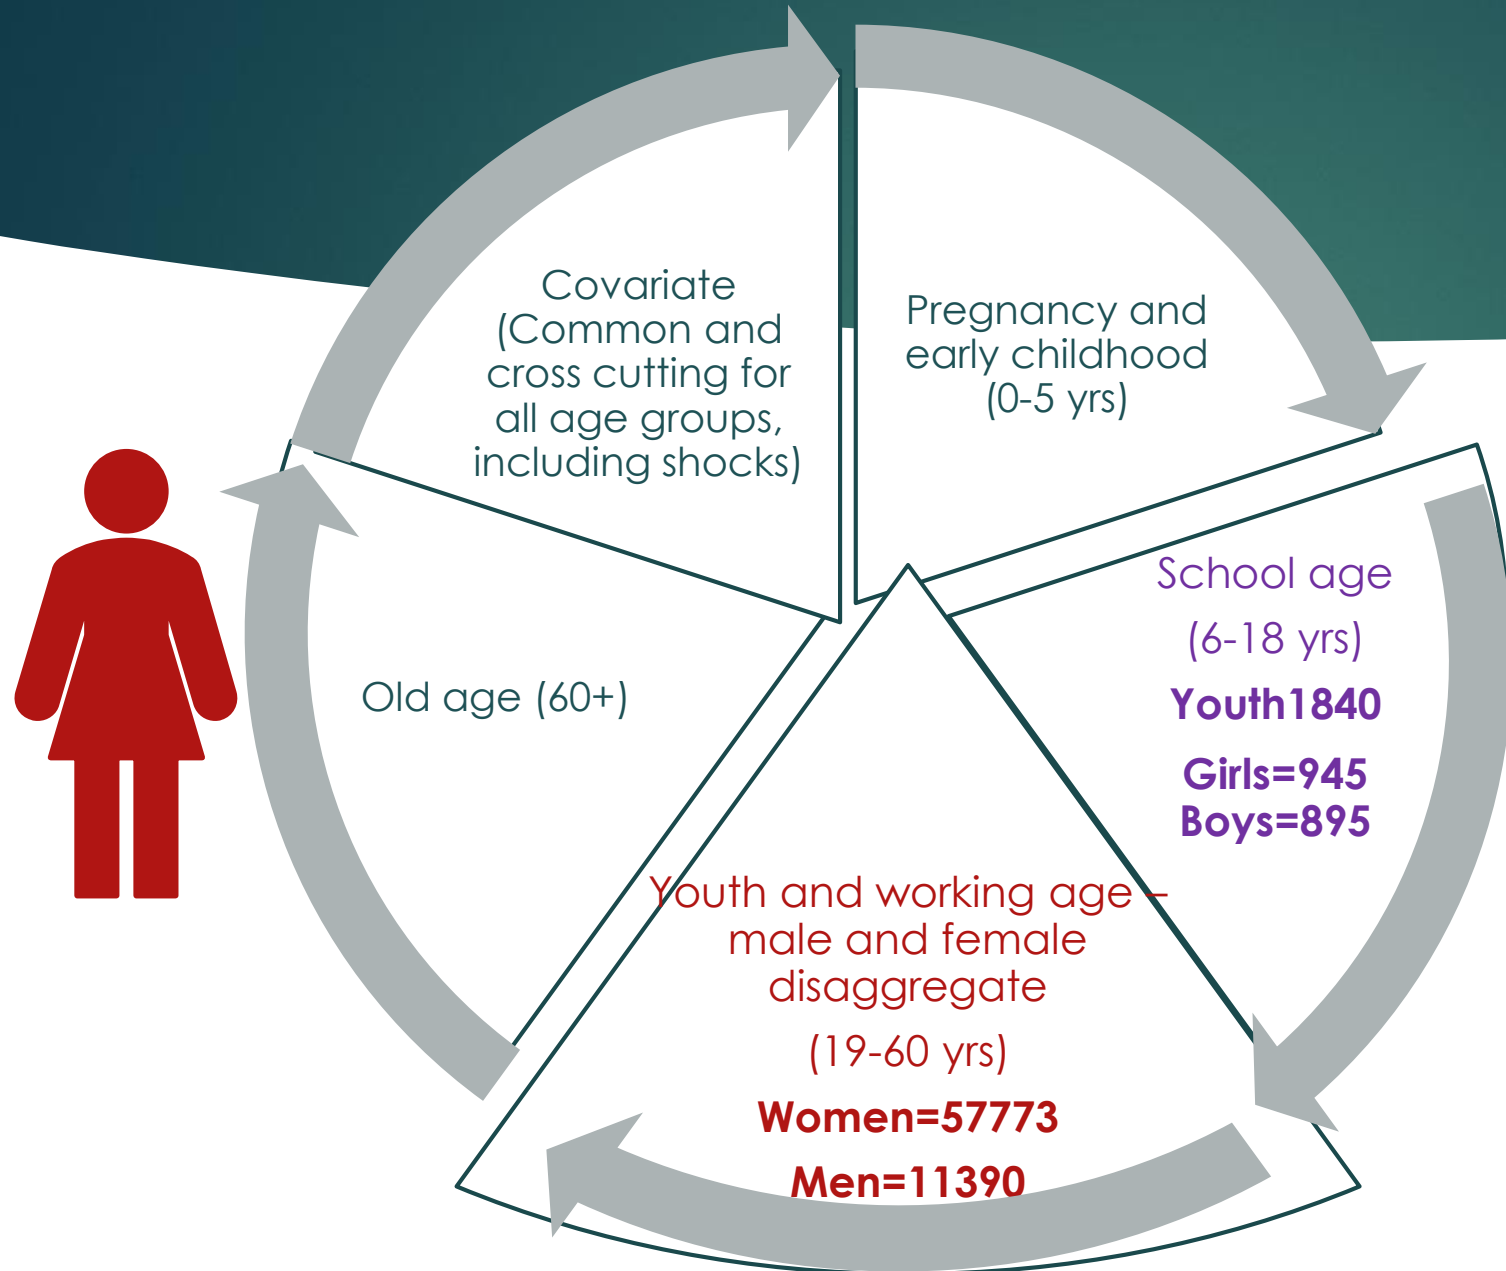 Covariate
(Common and
cross cutting for
all age groups,
including shocks)
Pregnancy and
early childhood
(0-5 yrs)
School age
(6-18 yrs)
Youth1840
Girls=945
Boys=895
Old age (60+)
Youth and working age –
male and female
disaggregate
(19-60 yrs)
Women=57773
Men=11390